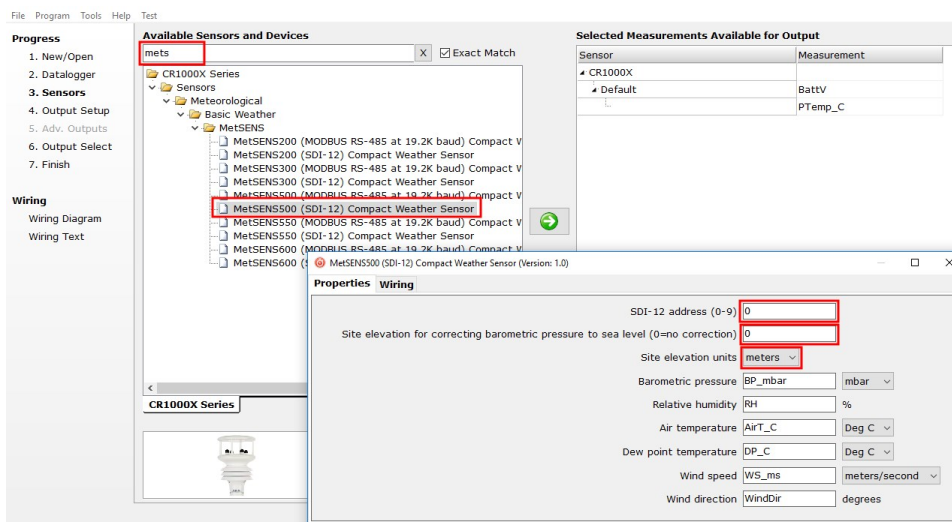 File Program Tools Help Test
Progress
1. New/Open
2. Datalogger
3. Sensors
4. Output Setup
5. Adv. Outputs
6. Output Select
7. Finish
Wiring
Wiring Diagram
Wiring Text
Available Sensors and Devices
mets X Exact Match
CR1000X Series
Sensors
Meteorological
Basic Weather
MetSENS
MetSENS200 (MODBUS RS-485 at 19.2K baud) Compact W
MetSENS200 (SDI-12) Compact Weather Sensor
MetSENS300 (MODBUS RS-485 at 19.2K baud) Compact W
MetSENS300 (SDI-12) Compact Weather Sensor
MetSENS500 (MODBUS RS-485 at 19.2K baud) Compact W
MetSENS500 (SDI-12) Compact Weather Sensor
MetSENS550 (MODBUS RS-485 at 19.2K baud) Compact W
MetSENS550 (SDI-12) Compact Weather Sensor
MetSENS600 (MODBUS RS-485 at 19.2K baud) Compact W
MetSENS600 (
CR1000X Series
Selected Measurements Available for Output
Sensor Measurement
CR1000X
Default BattV
PTemp_C
MetSENS500 (SDI-12) Compact Weather Sensor (Version: 1.0)
Properties Wiring
SDI-12 address (0-9) 0
Site elevation for correcting barometric pressure to sea level (0=no correction) 0
Site elevation units meters
Barometric pressure BP_mbar mbar
Relative humidity RH %
Air temperature AirT_C Deg C
Dew point temperature DP_C Deg C
Wind speed WS_ms meters/second
Wind direction WindDir degrees